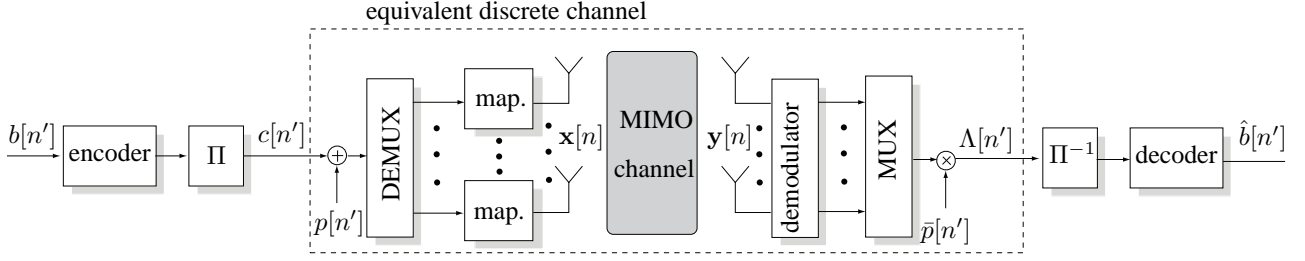 equivalent discrete channel
b[n']
encoder
Π
c[n']
+
p[n']
DEMUX
map.
map.
x[n]
MIMO
channel
y[n]
demodulator
MUX
×
p̄[n']
Λ[n']
Π⁻¹
decoder
b̂[n']